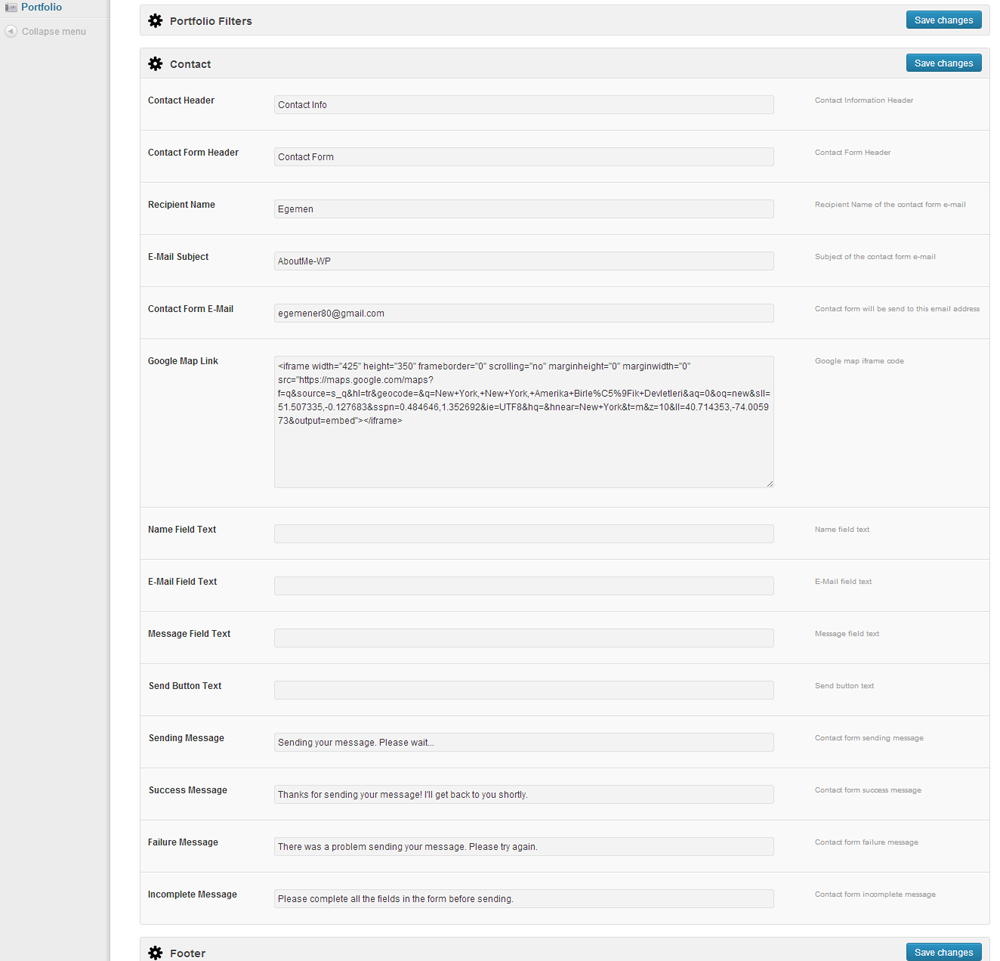 Portfolio
Collapse menu
Portfolio Filters
Save changes
Contact
Save changes
Contact Header
Contact Info
Contact Information Header
Contact Form Header
Contact Form
Contact Form Header
Recipient Name
Egemen
Recipient Name of the contact form e-mail
E-Mail Subject
AboutMe-WP
Subject of the contact form e-mail
Contact Form E-Mail
egemener80@gmail.com
Contact form will be send to this email address
Google Map Link
<iframe width="425" height="350" frameborder="0" scrolling="no" marginheight="0" marginwidth="0"
src="https://maps.google.com/maps?
f=q&source=s_q&hl=tr&geocode=&q=New+York,+New+York,+Amerika+Birle%C5%9Fik+Devletleri&aq=0&oq=new&sll=
51.507335,-0.127683&sspn=0.484646,1.352692&ie=UTF8&hq=&hnear=New+York&t=m&z=10&ll=40.714353,-74.0059
73&output=embed"></iframe>
Google map iframe code
Name Field Text
Name field text
E-Mail Field Text
E-Mail field text
Message Field Text
Message field text
Send Button Text
Send button text
Sending Message
Sending your message. Please wait...
Contact form sending message
Success Message
Thanks for sending your message! I'll get back to you shortly.
Contact form success message
Failure Message
There was a problem sending your message. Please try again.
Contact form failure message
Incomplete Message
Please complete all the fields in the form before sending.
Contact form incomplete message
Footer
Save changes